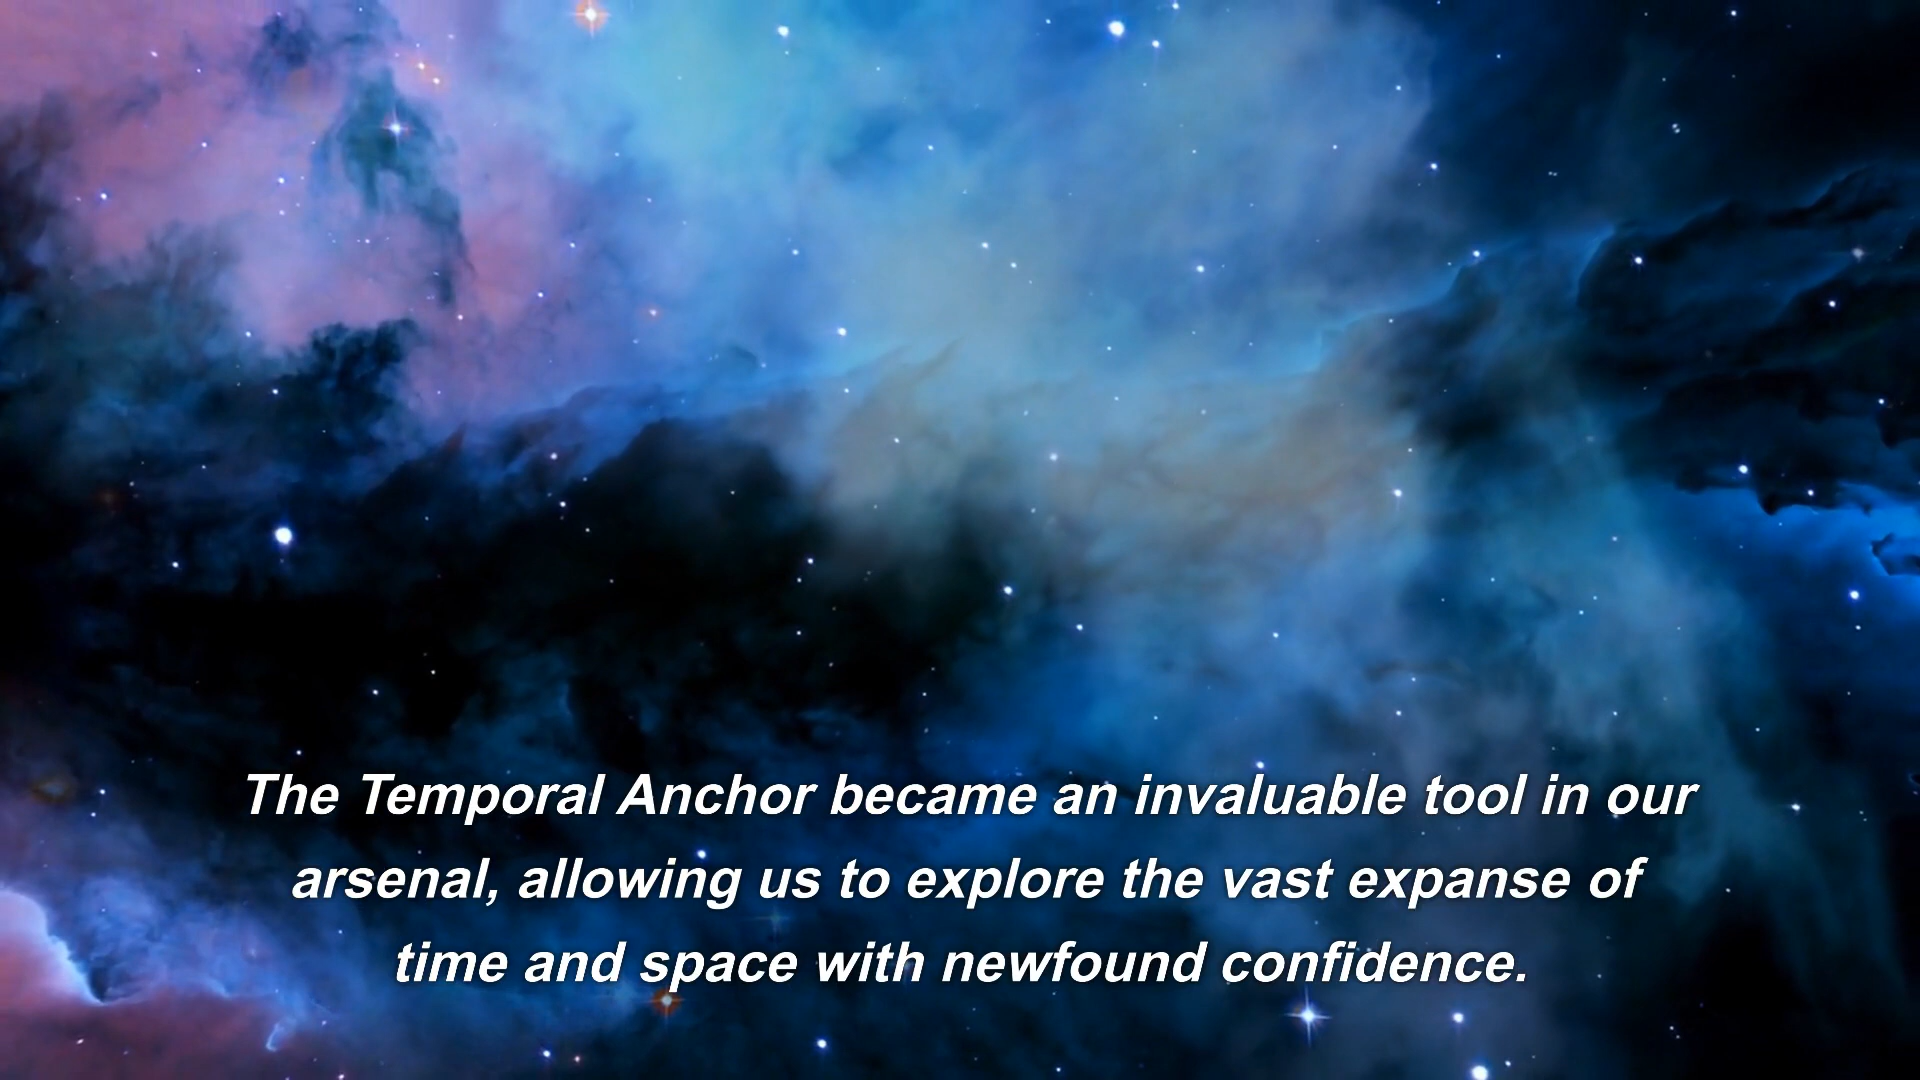 The Temporal Anchor became an invaluable tool in our
arsenal, allowing us to explore the vast expanse of
time and space with newfound confidence.